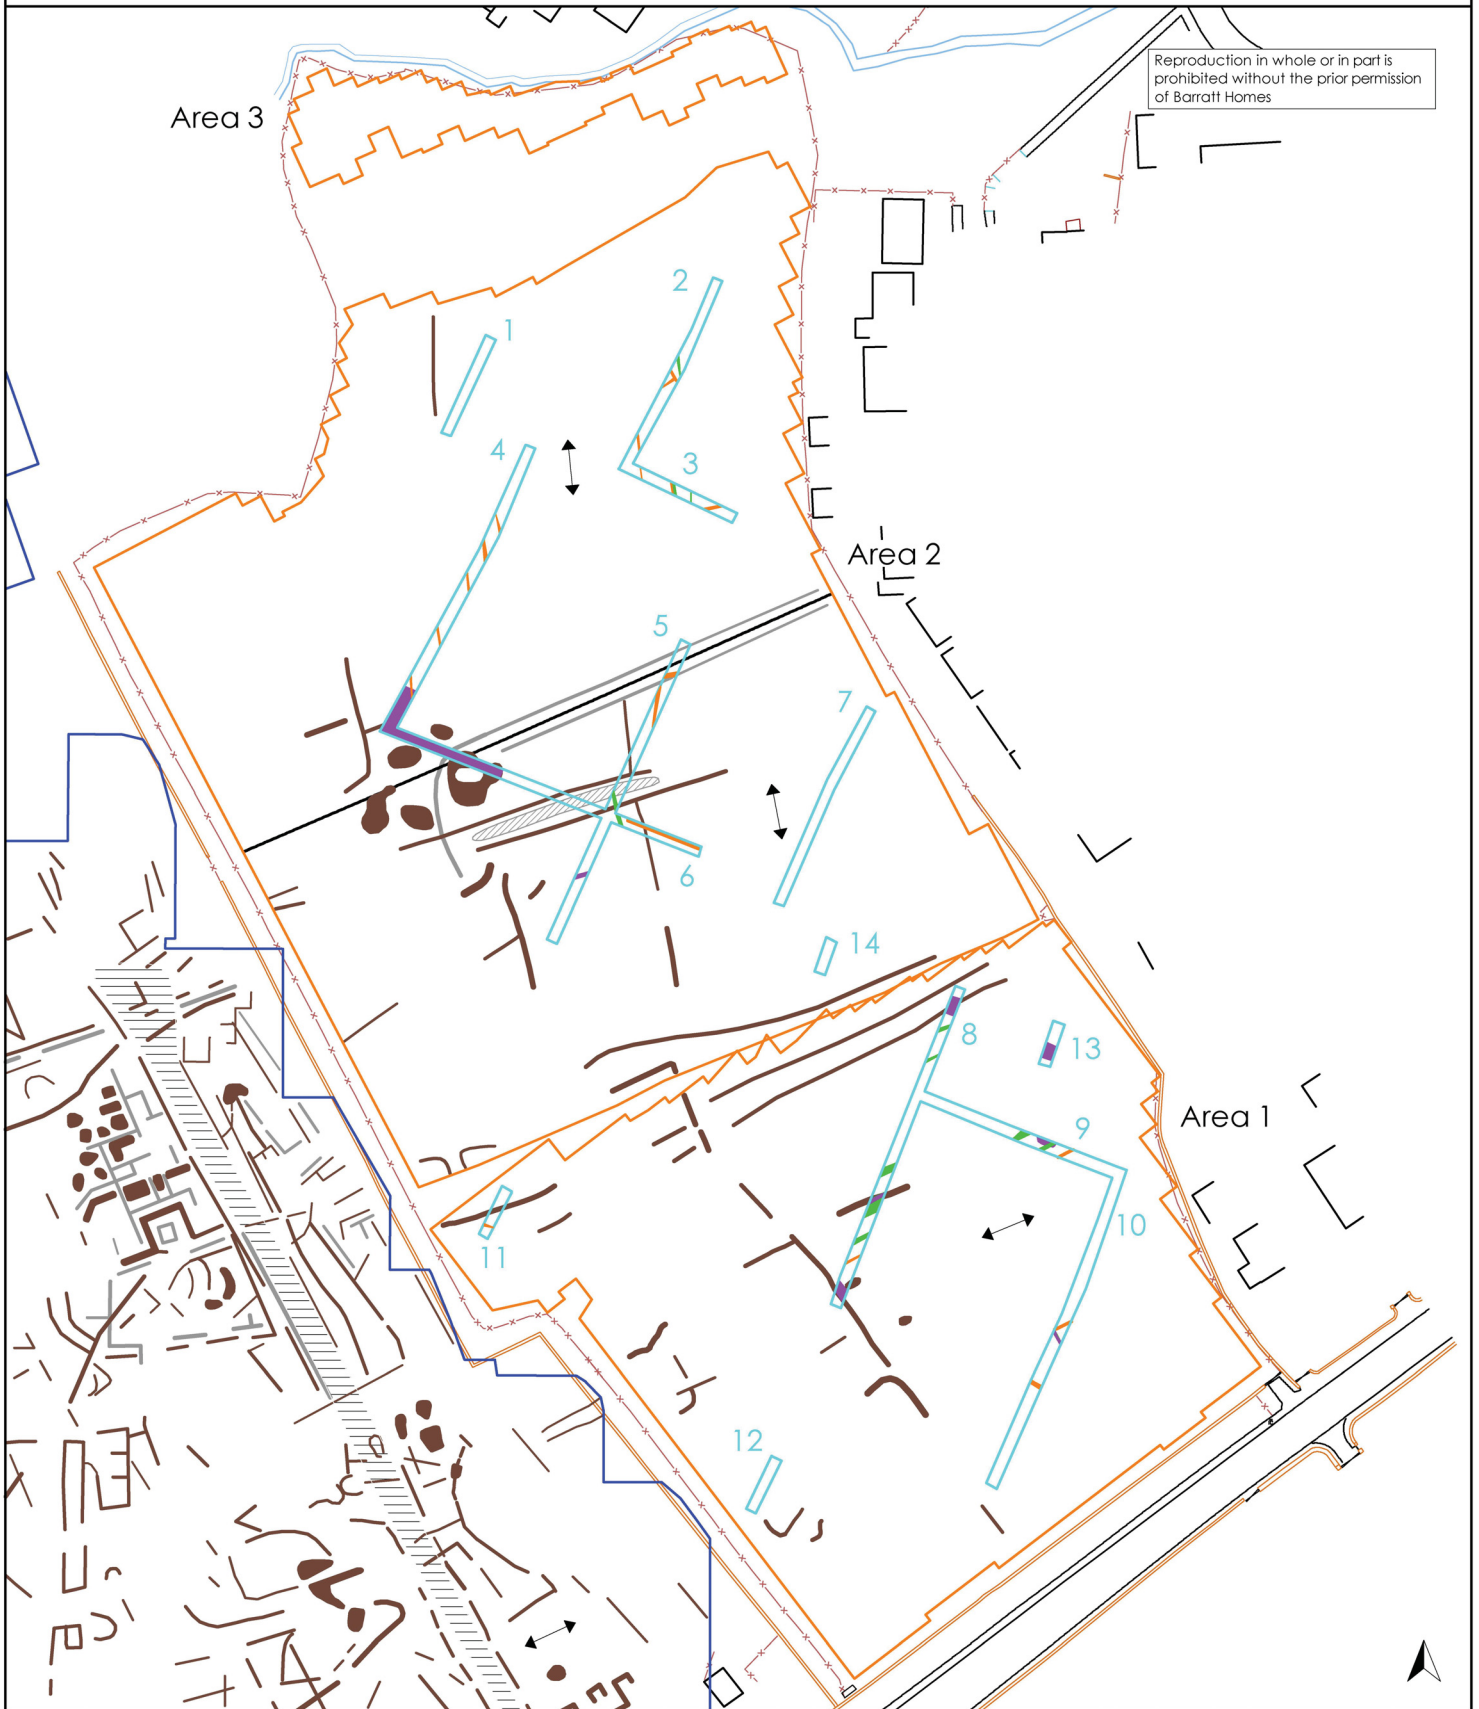 Reproduction in whole or in part is
prohibited without the prior permission
of Barratt Homes
Area 3
2
1
4
3
Area 2
5
7
6
14
8
13
Area 1
9
10
11
12